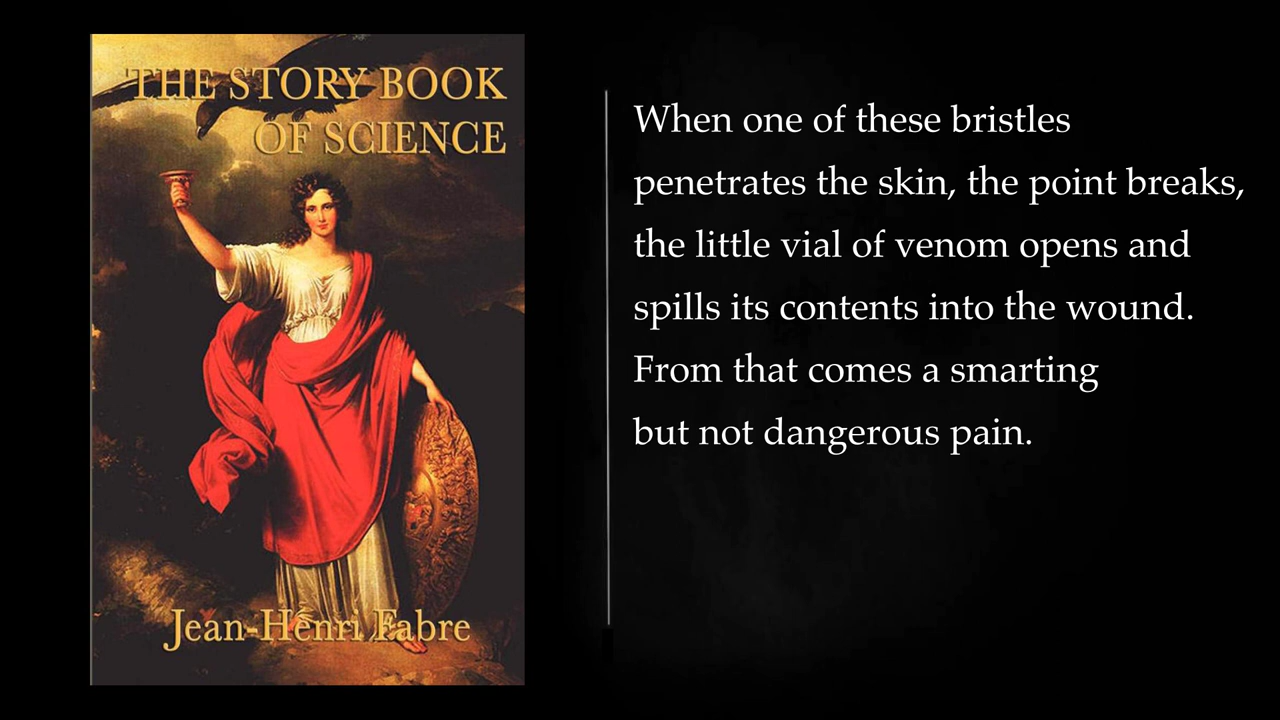 THE STORY BOOK
OF SCIENCE
Jean-Henri Fabre
When one of these bristles
penetrates the skin, the point breaks,
the little vial of venom opens and
spills its contents into the wound.
From that comes a smarting
but not dangerous pain.